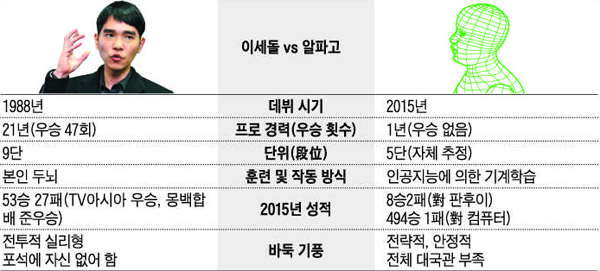 이세돌 vs 알파고
1988년 데뷔 시기 2015년
21년(우승 47회) 프로 경력(우승 횟수) 1년(우승 없음)
9단 단위(段位) 5단(자체 추정)
본인 두뇌 훈련 및 작동 방식 인공지능에 의한 기계학습
53승 27패(TV아시아 우승, 몽백합
배 준우승)
2015년 성적
8승2패(對 판후이)
494승 1패(對 컴퓨터)
전투적 실리형
포석에 자신 없어 함
바둑 기풍
전략적, 안정적
전체 대국관 부족